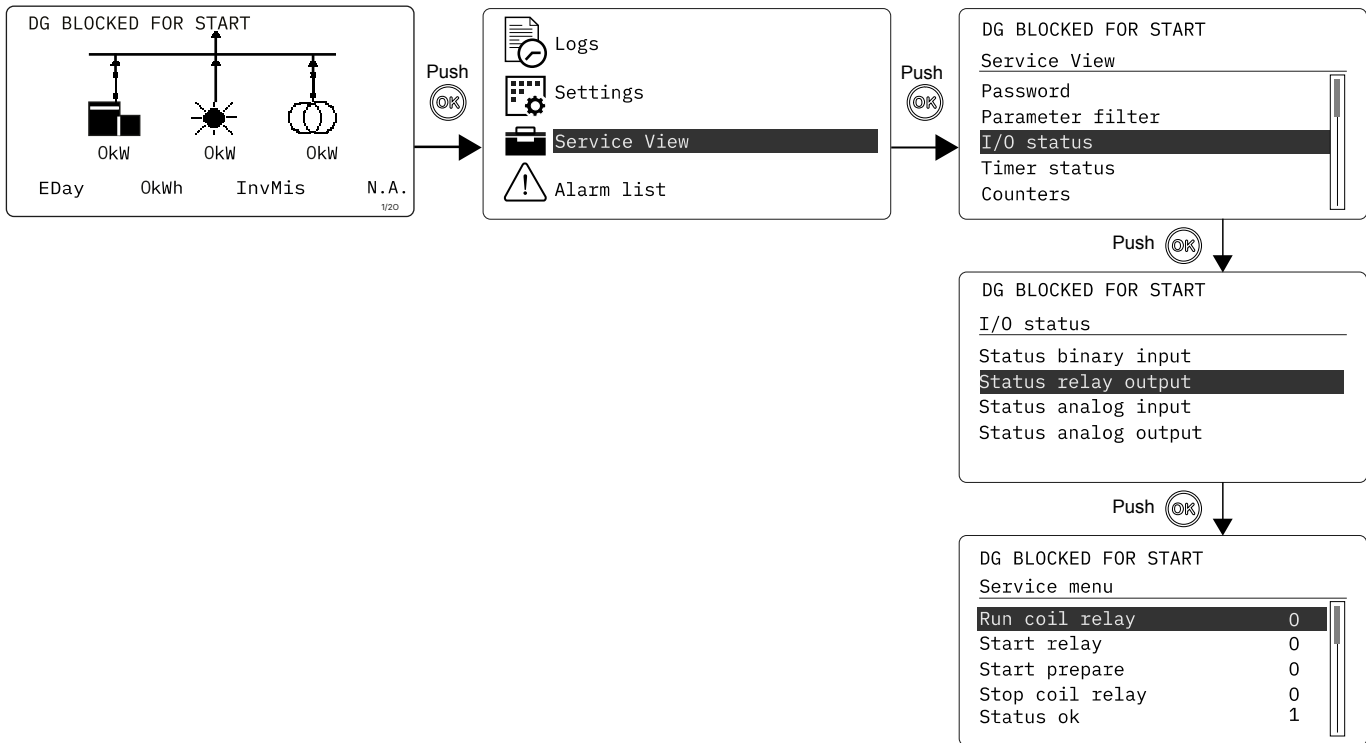 DG BLOCKED FOR START
0kW 0kW 0kW
EDay 0kWh InvMis N.A.
1/20
Push
OK
Logs
Settings
Service View
Alarm list
Push
OK
DG BLOCKED FOR START
Service View
Password
Parameter filter
I/O status
Timer status
Counters
Push OK
DG BLOCKED FOR START
I/O status
Status binary input
Status relay output
Status analog input
Status analog output
Push OK
DG BLOCKED FOR START
Service menu
Run coil relay 0
Start relay 0
Start prepare 0
Stop coil relay 0
Status ok 1